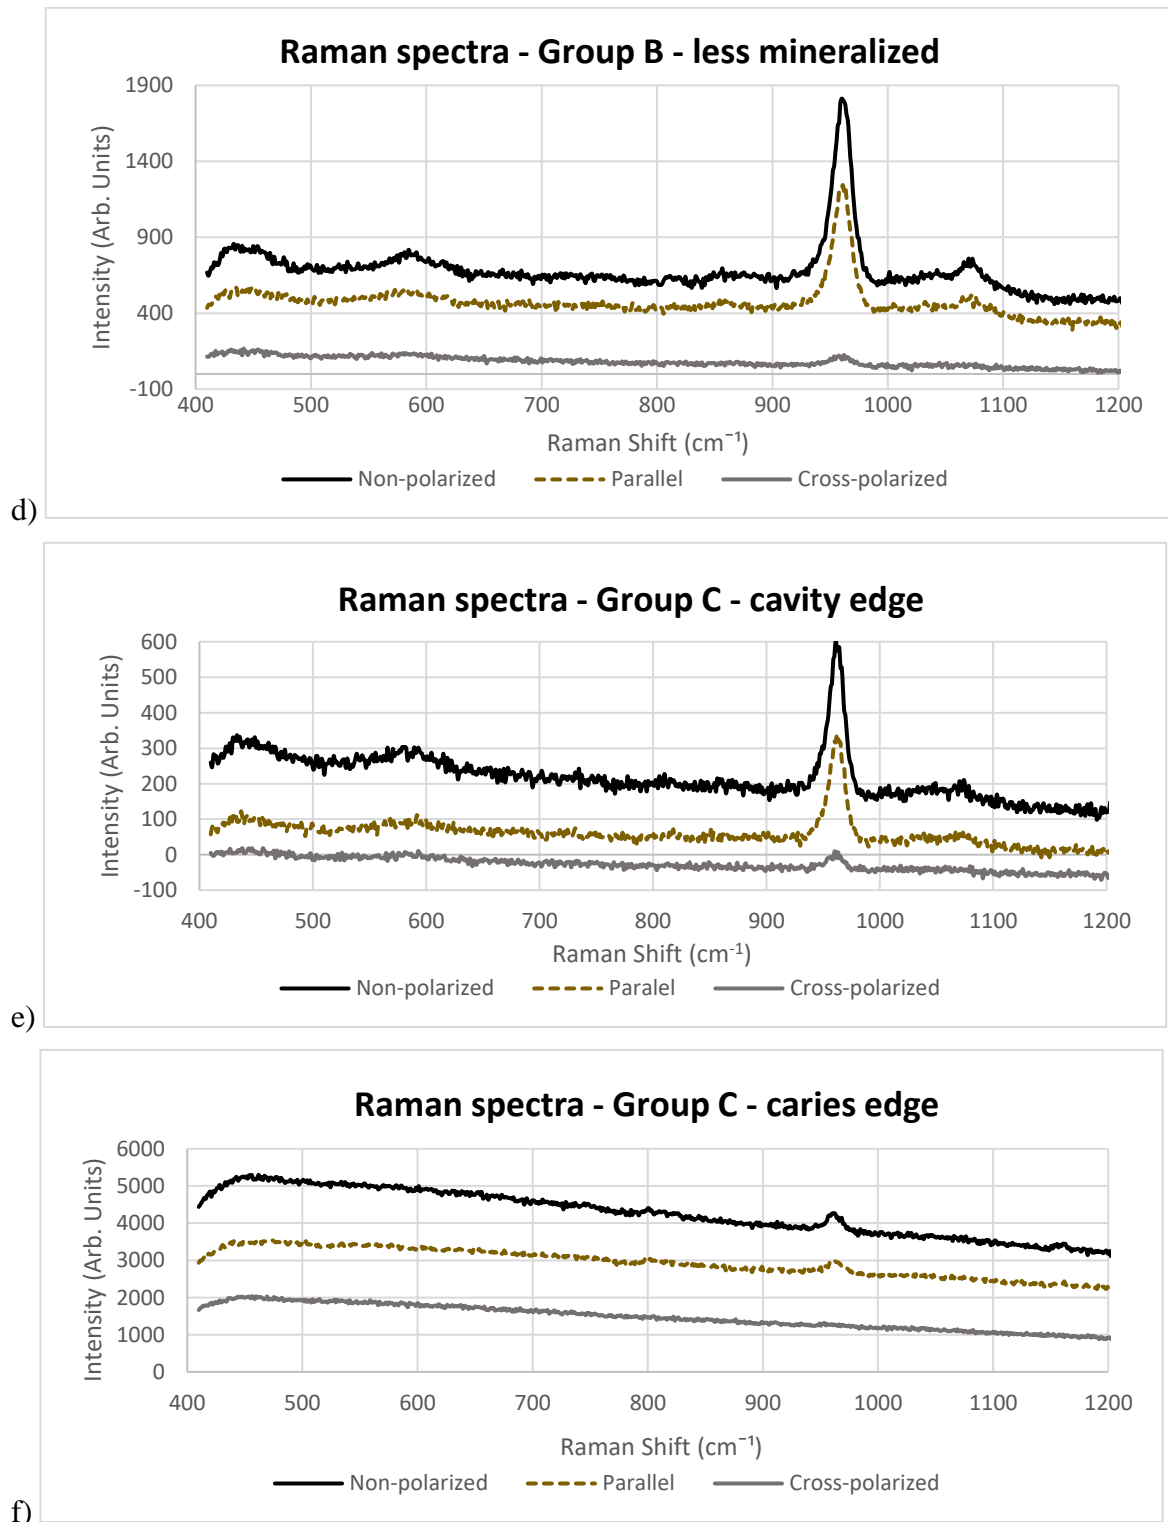 Raman spectra - Group B - less mineralized
1900
1400
900
400
-100
Intensity (Arb. Units)
400 500 600 700 800 900 1000 1100 1200
Raman Shift (cm⁻¹)
Non-polarized Parallel Cross-polarized
d)
Raman spectra - Group C - cavity edge
600
500
400
300
200
100
0
-100
Intensity (Arb. Units)
400 500 600 700 800 900 1000 1100 1200
Raman Shift (cm⁻¹)
Non-polarized Paralel Cross-polarized
e)
Raman spectra - Group C - caries edge
6000
5000
4000
3000
2000
1000
0
Intensity (Arb. Units)
400 500 600 700 800 900 1000 1100 1200
Raman Shift (cm⁻¹)
Non-polarized Parallel Cross-polarized
f)